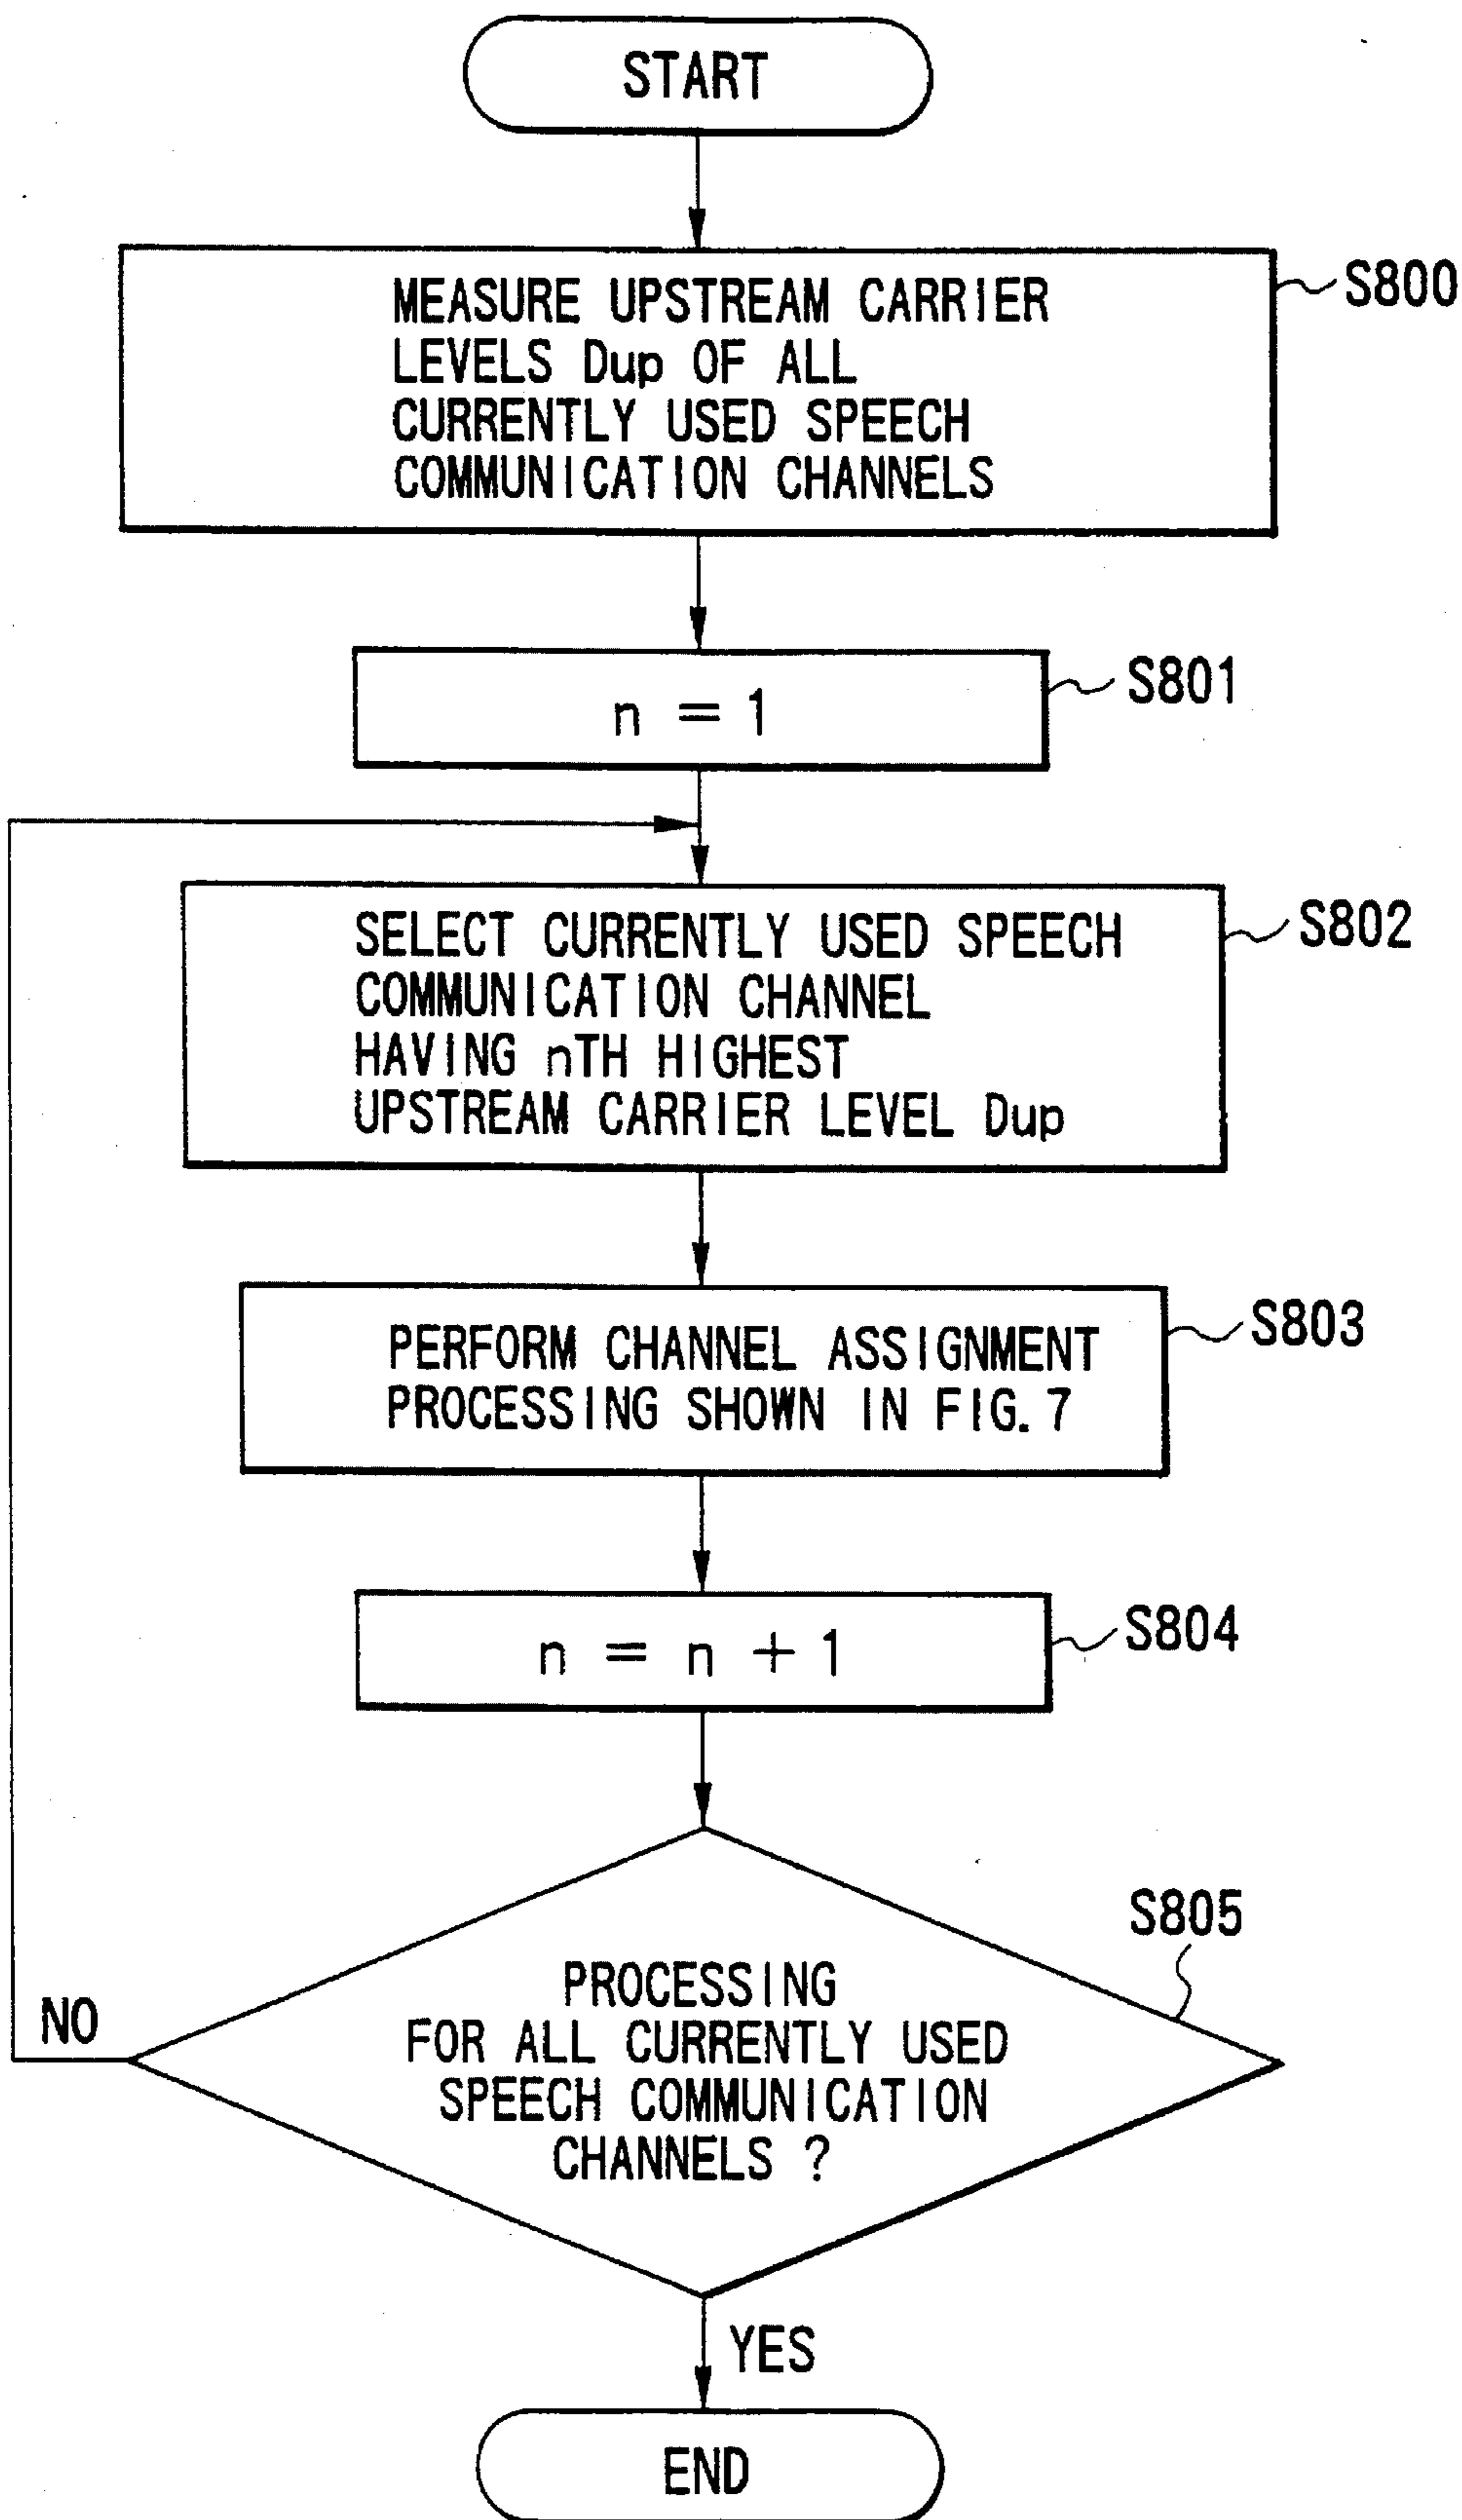 START
MEASURE UPSTREAM CARRIER
LEVELS Dup OF ALL
CURRENTLY USED SPEECH
COMMUNICATION CHANNELS
S800
n = 1
S801
SELECT CURRENTLY USED SPEECH
COMMUNICATION CHANNEL
HAVING nTH HIGHEST
UPSTREAM CARRIER LEVEL Dup
S802
PERFORM CHANNEL ASSIGNMENT
PROCESSING SHOWN IN FIG. 7
S803
n = n + 1
S804
S805
PROCESSING
FOR ALL CURRENTLY USED
SPEECH COMMUNICATION
CHANNELS ?
NO
YES
END